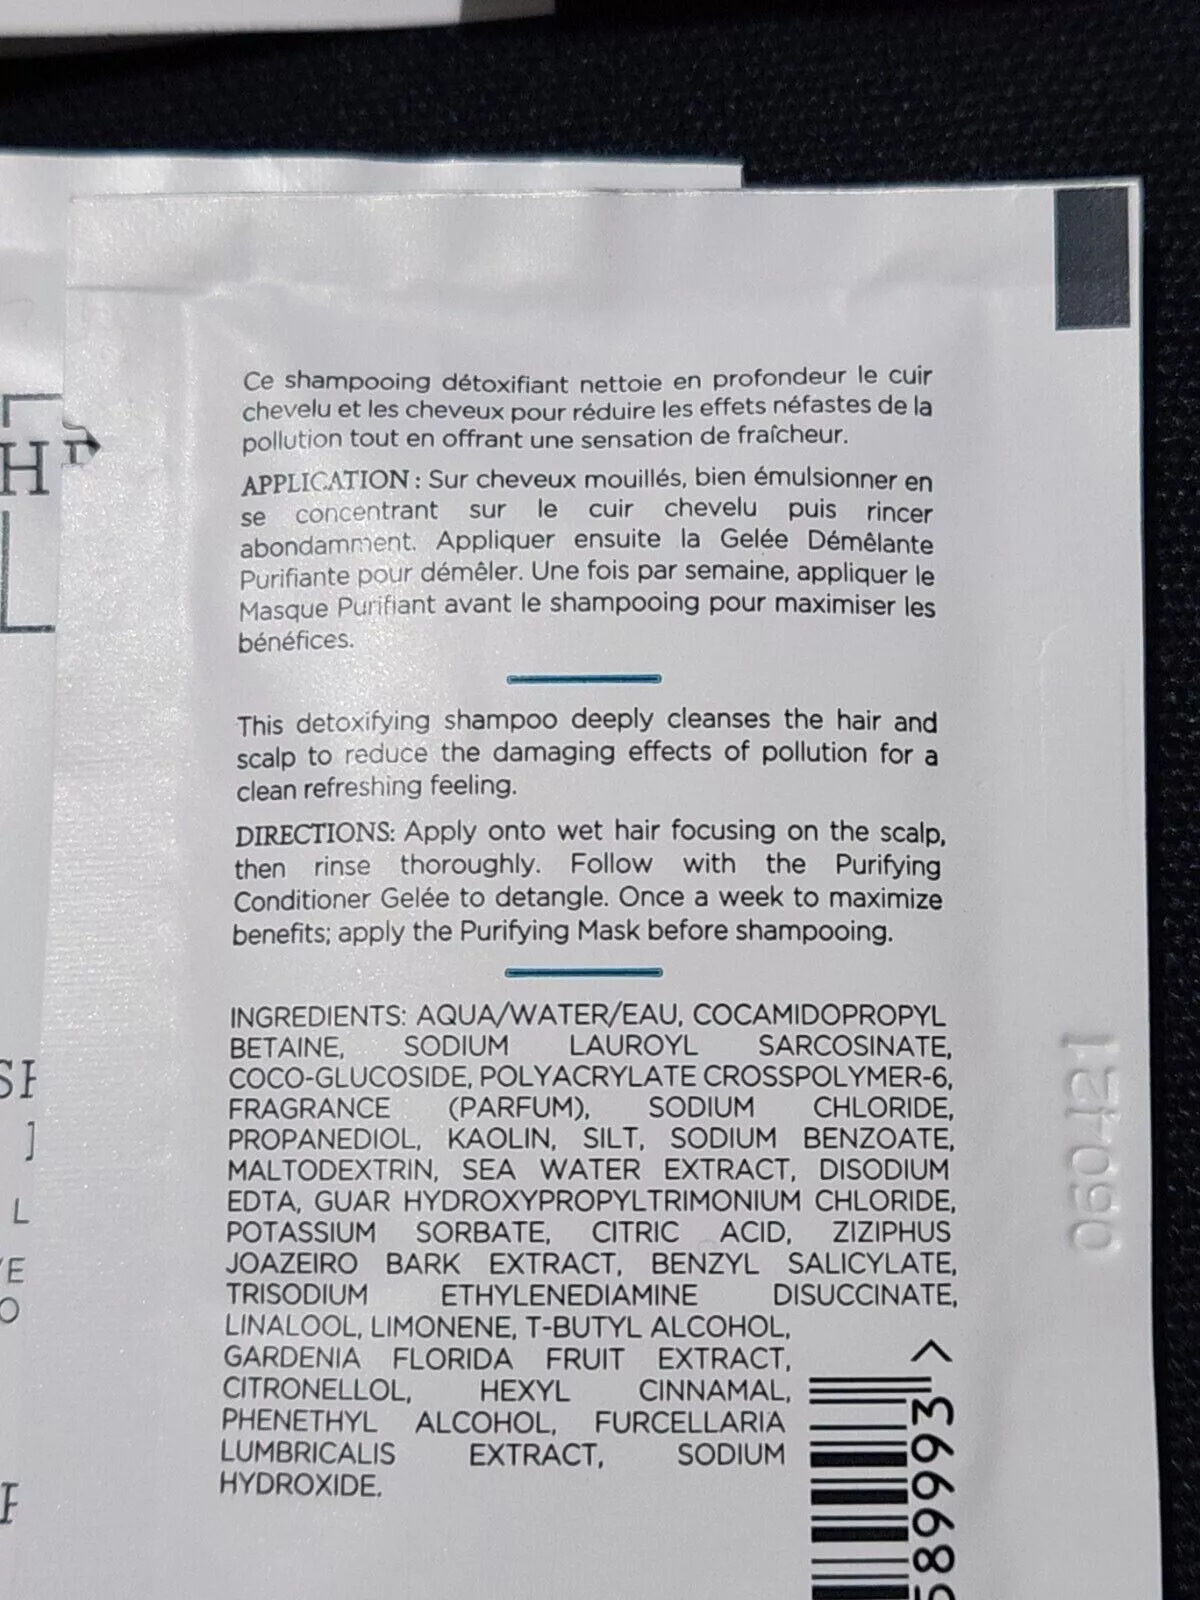 Ce shampooing détoxifiant nettoie en profondeur le cuir
chevelu et les cheveux pour réduire les effets néfastes de la
pollution tout en offrant une sensation de fraîcheur.
APPLICATION : Sur cheveux mouillés, bien émulsionner en
se concentrant sur le cuir chevelu puis rincer
abondamment. Appliquer ensuite la Gelée Démêlante
Purifiante pour démêler. Une fois par semaine, appliquer le
Masque Purifiant avant le shampooing pour maximiser les
bénéfices.
This detoxifying shampoo deeply cleanses the hair and
scalp to reduce the damaging effects of pollution for a
clean refreshing feeling.
DIRECTIONS: Apply onto wet hair focusing on the scalp,
then rinse thoroughly. Follow with the Purifying
Conditioner Gelée to detangle. Once a week to maximize
benefits; apply the Purifying Mask before shampooing.
INGREDIENTS: AQUA/WATER/EAU, COCAMIDOPROPYL
BETAINE, SODIUM LAUROYL SARCOSINATE,
COCO-GLUCOSIDE, POLYACRYLATE CROSSPOLYMER-6,
FRAGRANCE (PARFUM), SODIUM CHLORIDE,
PROPANEDIOL, KAOLIN, SILT, SODIUM BENZOATE,
MALTODEXTRIN, SEA WATER EXTRACT, DISODIUM
EDTA, GUAR HYDROXYPROPYLTRIMONIUM CHLORIDE,
POTASSIUM SORBATE, CITRIC ACID, ZIZIPHUS
JOAZEIRO BARK EXTRACT, BENZYL SALICYLATE,
TRISODIUM ETHYLENEDIAMINE DISUCCINATE,
LINALOOL, LIMONENE, T-BUTYL ALCOHOL,
GARDENIA FLORIDA FRUIT EXTRACT,
CITRONELLOL, HEXYL CINNAMAL,
PHENETHYL ALCOHOL, FURCELLARIA
LUMBRICALIS EXTRACT, SODIUM
HYDROXIDE.
589993 >
060421